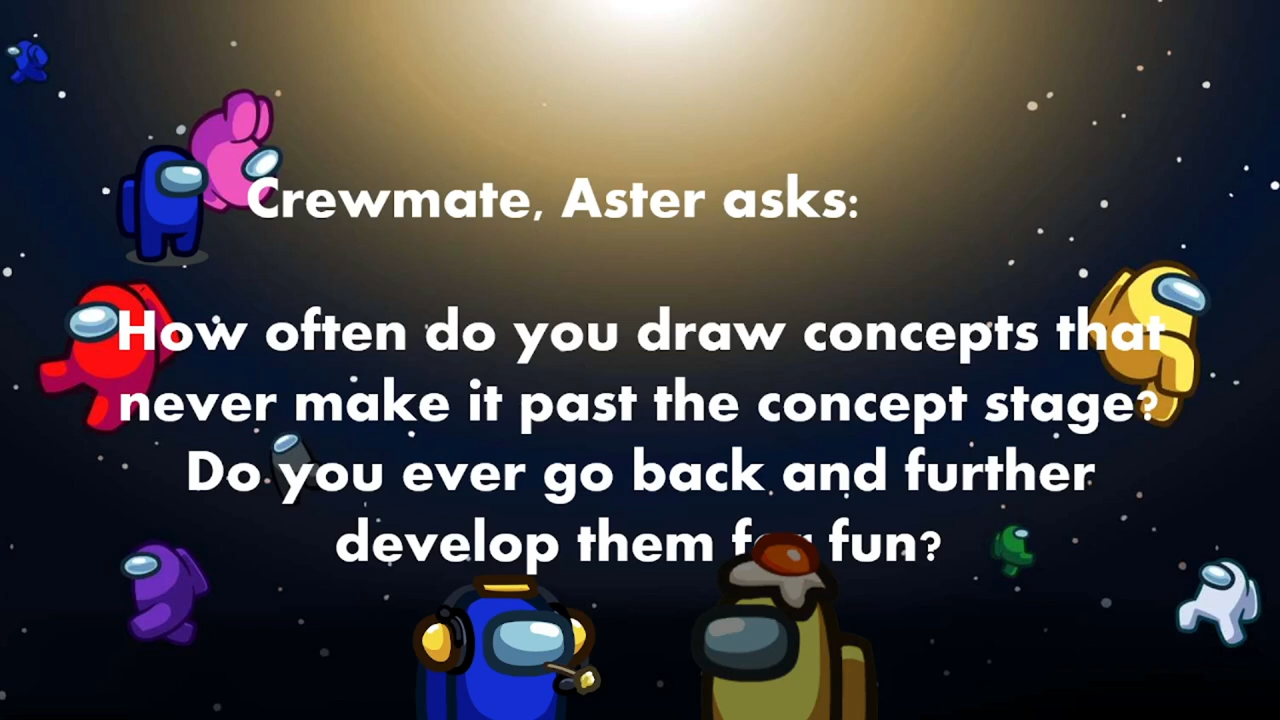 Crewmate, Aster asks:
How often do you draw concepts that
never make it past the concept stage?
Do you ever go back and further
develop them for fun?